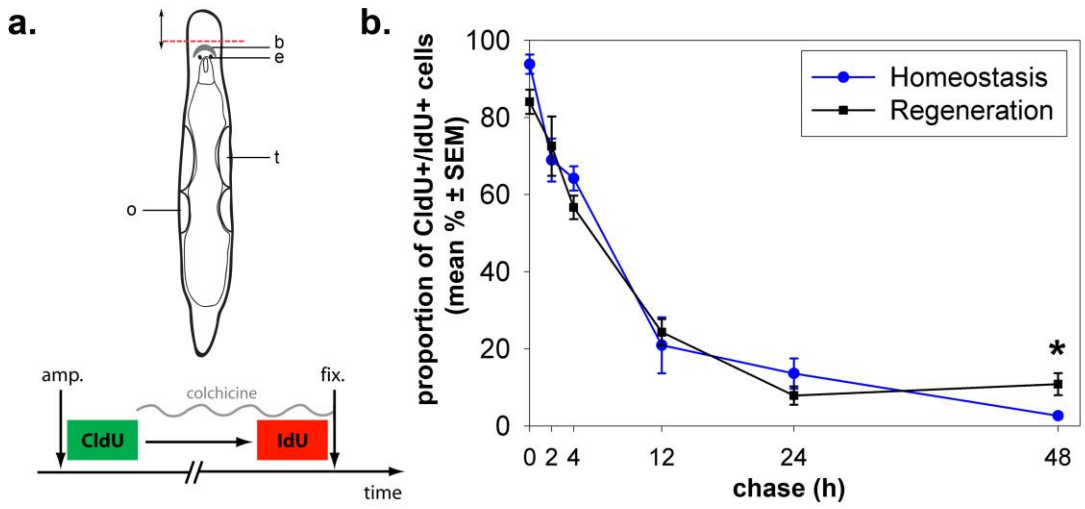 a.
b
e
t
o
amp.
fix.
colchicine
CldU
IdU
time
b.
proportion of CldU+/IdU+ cells
(mean % ± SEM)
100
80
60
40
20
0
Homeostasis
Regeneration
*
0 2 4 12 24 48
chase (h)